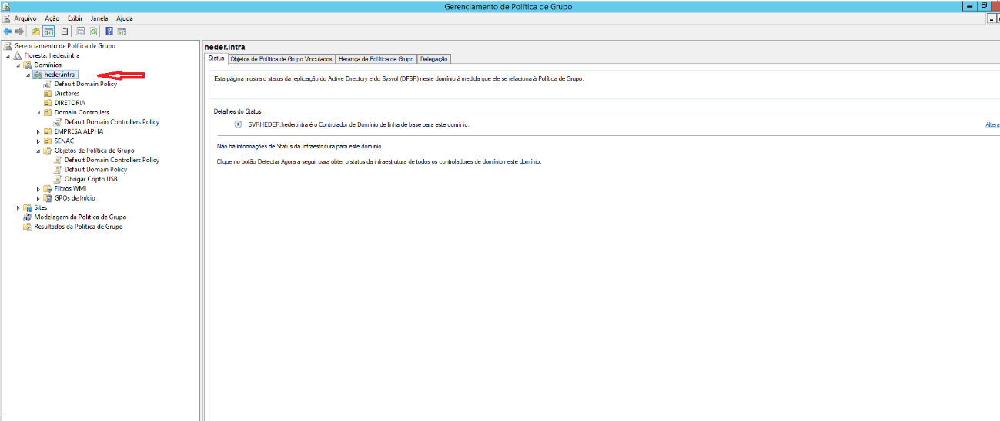 Gerenciamento de Política de Grupo
Arquivo Ação Exibir Janela Ajuda
Gerenciamento de Política de Grupo
Floresta: heder.intra
Domínios
heder.intra
Default Domain Policy
Diretores
DIRETORIA
Domain Controllers
Default Domain Controllers Policy
EMPRESA ALPHA
SENAC
Objetos de Política de Grupo
Default Domain Controllers Policy
Default Domain Policy
Obrigar Cripto USB
Filtros WMI
GPOs de Início
Sites
Modelagem da Política de Grupo
Resultados da Política de Grupo
heder.intra
Status Objetos de Política de Grupo Vinculados Herança de Política de Grupo Delegação
Esta página mostra o status da replicação do Active Directory e do Sysvol (DFSR) neste domínio à medida que ele se relaciona à Política de Grupo.
Detalhes do Status
SVRHEDER.heder.intra é o Controlador de Domínio de linha de base para este domínio.
Altera
Não há informações de Status da Infraestrutura para este domínio.
Clique no botão Detectar Agora a seguir para obter o status da infraestrutura de todos os controladores de domínio neste domínio.